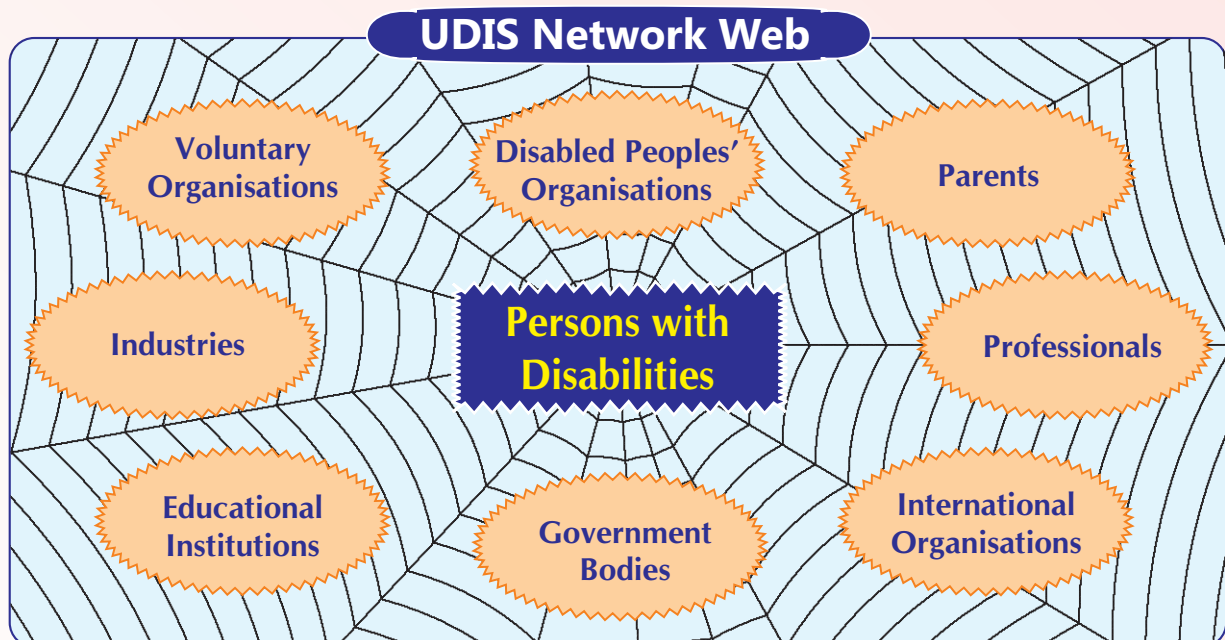 UDIS Network Web
Voluntary
Organisations
Disabled Peoples'
Organisations
Parents
Industries
Persons with
Disabilities
Professionals
Educational
Institutions
Government
Bodies
International
Organisations